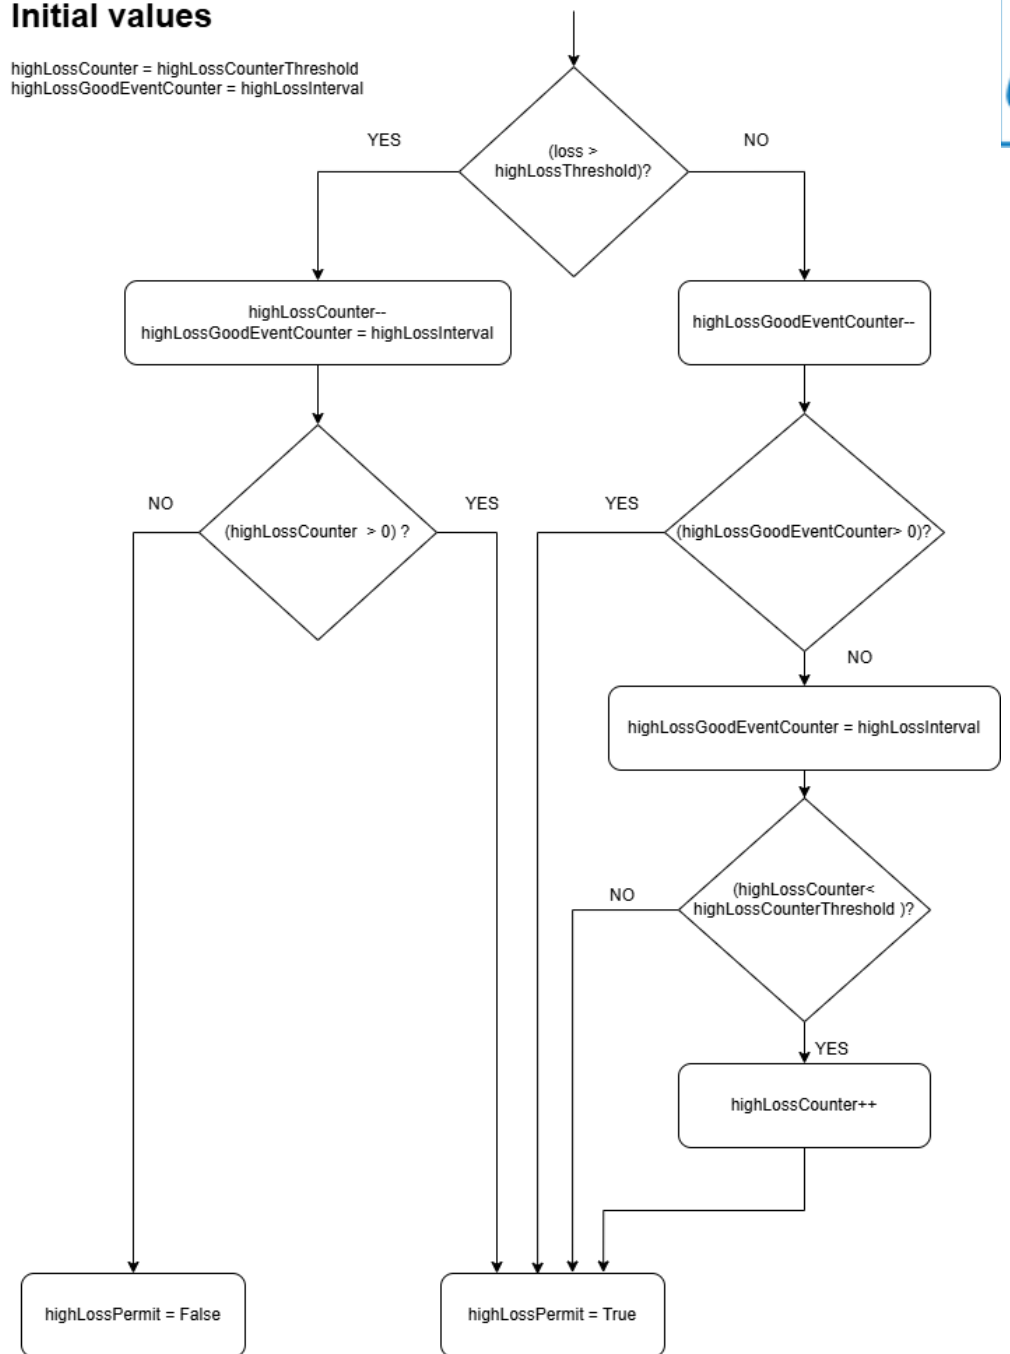 Initial values
highLossCounter = highLossCounterThreshold
highLossGoodEventCounter = highLossInterval
YES
NO
(loss >
highLossThreshold)?
highLossCounter--
highLossGoodEventCounter = highLossInterval
highLossGoodEventCounter--
NO
YES
YES
(highLossCounter > 0) ?
(highLossGoodEventCounter> 0)?
NO
highLossGoodEventCounter = highLossInterval
NO
(highLossCounter<
highLossCounterThreshold )?
YES
highLossCounter++
highLossPermit = False
highLossPermit = True